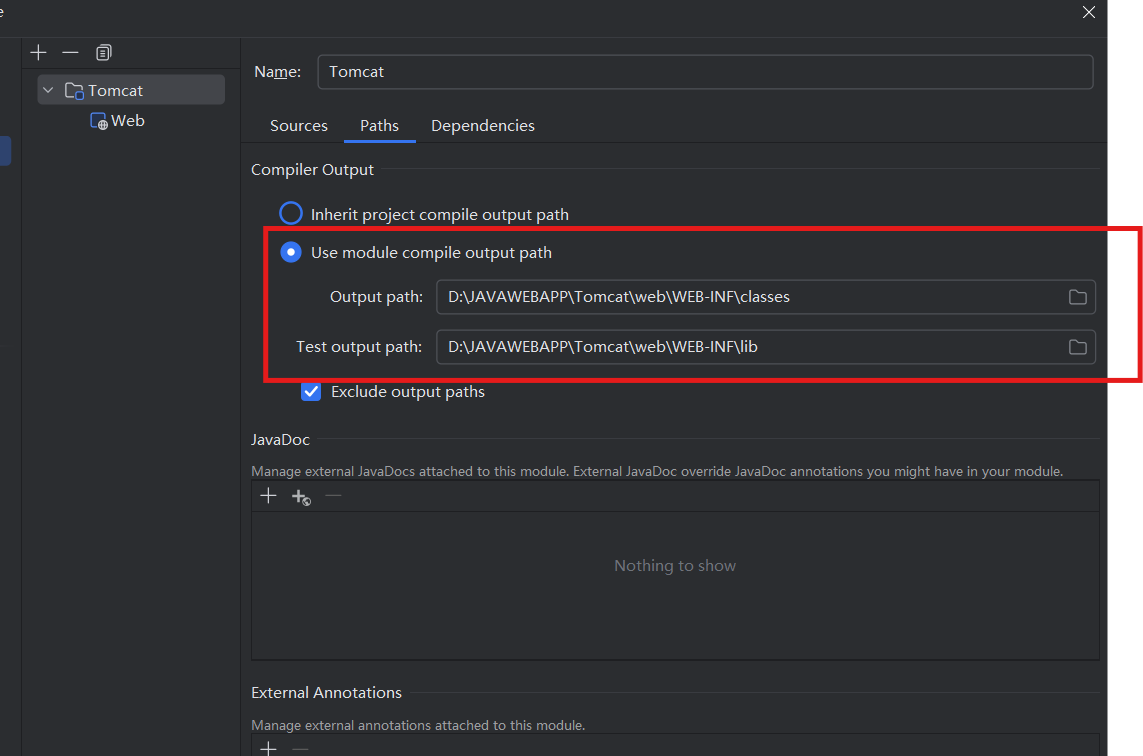 e
Tomcat
Web
Name: Tomcat
Sources Paths Dependencies
Compiler Output
Inherit project compile output path
Use module compile output path
Output path: D:\JAVAWEBAPP\Tomcat\web\WEB-INF\classes
Test output path: D:\JAVAWEBAPP\Tomcat\web\WEB-INF\lib
Exclude output paths
JavaDoc
Manage external JavaDocs attached to this module. External JavaDoc override JavaDoc annotations you might have in your module.
Nothing to show
External Annotations
Manage external annotations attached to this module.